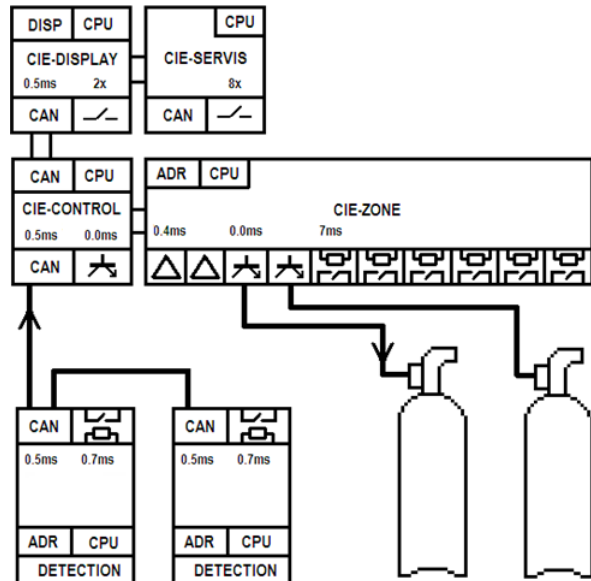 DISP CPU
CIE-DISPLAY
0.5ms 2x
CAN
CPU
CIE-SERVIS
8x
CAN
CAN CPU
CIE-CONTROL
0.5ms 0.0ms
CAN
ADR CPU
CIE-ZONE
0.4ms 0.0ms 7ms
CAN
0.5ms 0.7ms
ADR CPU
DETECTION
CAN
0.5ms 0.7ms
ADR CPU
DETECTION